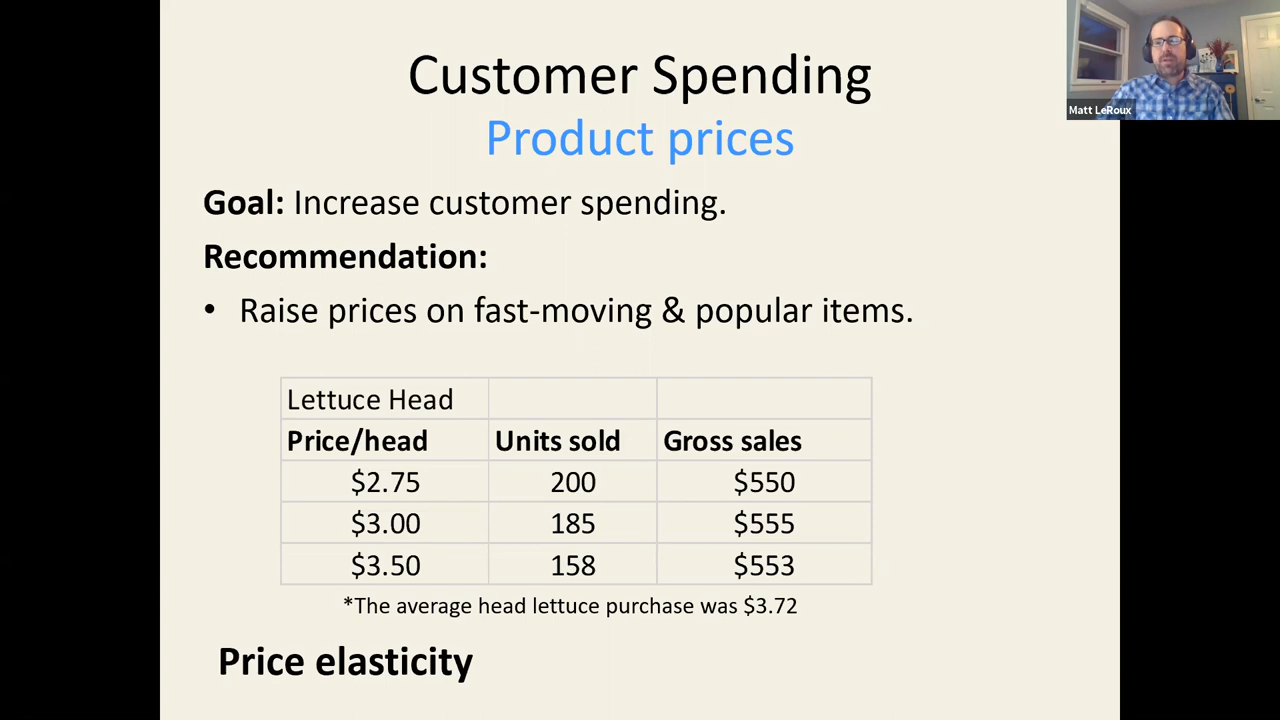 Customer Spending
Product prices
Matt LeRoux
Goal: Increase customer spending.
Recommendation:
• Raise prices on fast-moving & popular items.
Lettuce Head
Price/head Units sold Gross sales
$2.75 200 $550
$3.00 185 $555
$3.50 158 $553
*The average head lettuce purchase was $3.72
Price elasticity